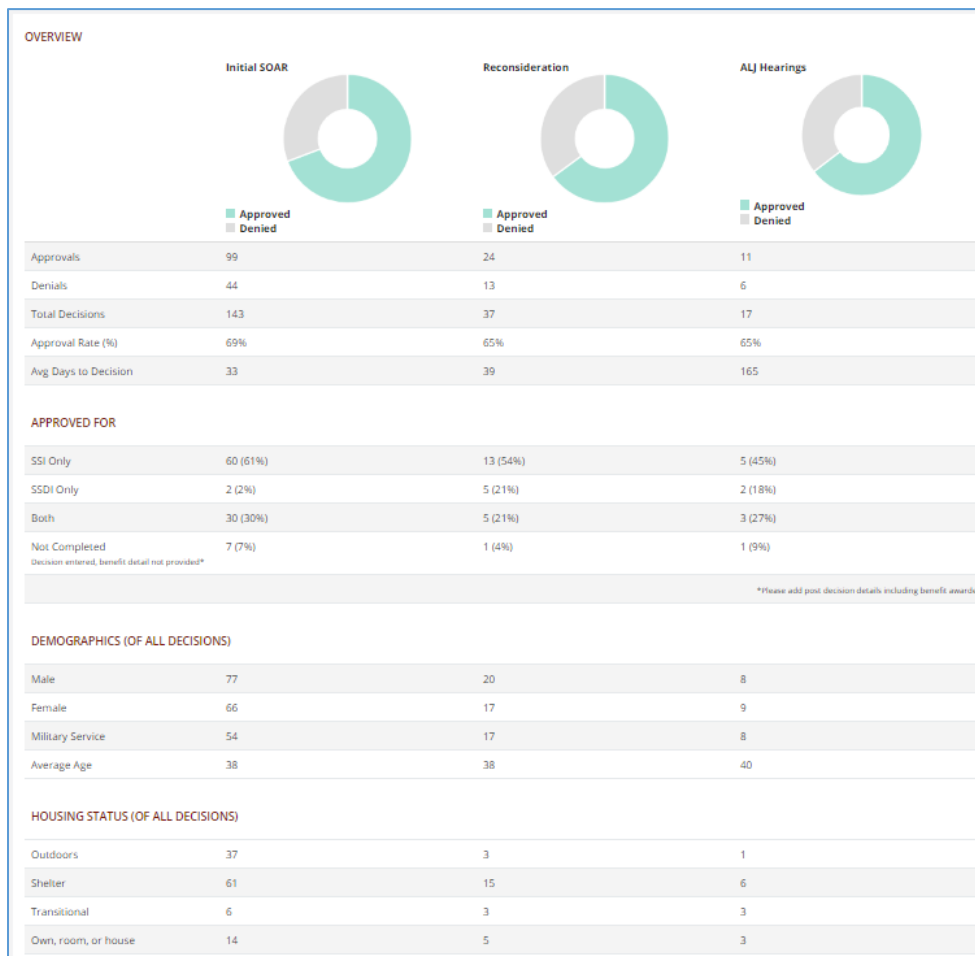 OVERVIEW
Initial SOAR Reconsideration ALJ Hearings
Approved Approved Approved
Denied Denied Denied
Approvals 99 24 11
Denials 44 13 6
Total Decisions 143 37 17
Approval Rate (%) 69% 65% 65%
Avg Days to Decision 33 39 165
APPROVED FOR
SSI Only 60 (61%) 13 (54%) 5 (45%)
SSDI Only 2 (2%) 5 (21%) 2 (18%)
Both 30 (30%) 5 (21%) 3 (27%)
Not Completed 7 (7%) 1 (4%) 1 (9%)
Decision entered, benefit detail not provided*
*Please add post decision details including benefit awarde
DEMOGRAPHICS (OF ALL DECISIONS)
Male 77 20 8
Female 66 17 9
Military Service 54 17 8
Average Age 38 38 40
HOUSING STATUS (OF ALL DECISIONS)
Outdoors 37 3 1
Shelter 61 15 6
Transitional 6 3 3
Own, room, or house 14 5 3